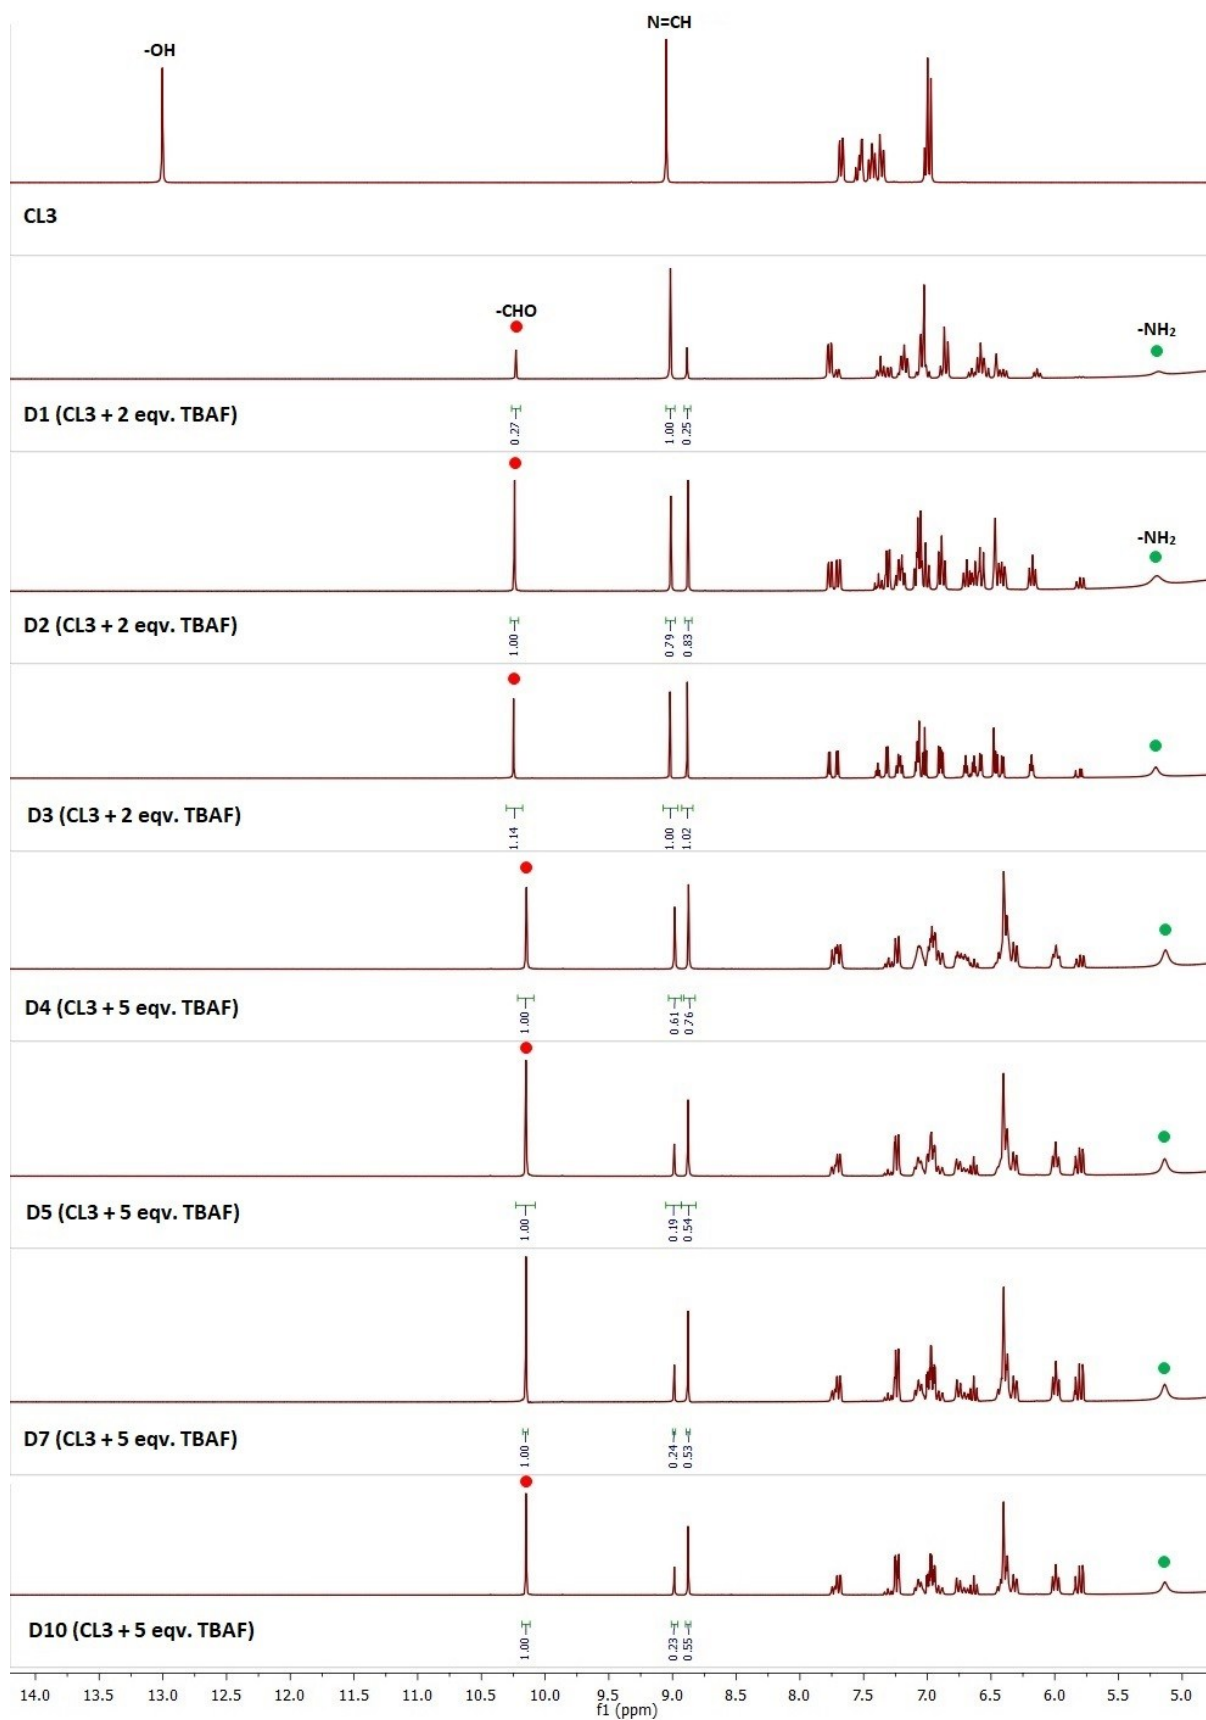 N=CH
-OH
CL3
-CHO
-NH₂
D1 (CL3 + 2 eqv. TBAF)
0.27
1.00
0.25
-NH₂
D2 (CL3 + 2 eqv. TBAF)
1.00
0.79
0.83
D3 (CL3 + 2 eqv. TBAF)
1.14
1.00
1.02
D4 (CL3 + 5 eqv. TBAF)
1.00
0.61
0.76
D5 (CL3 + 5 eqv. TBAF)
1.00
0.19
0.54
D7 (CL3 + 5 eqv. TBAF)
1.00
0.24
0.53
D10 (CL3 + 5 eqv. TBAF)
1.00
0.23
0.55
14.0 13.5 13.0 12.5 12.0 11.5 11.0 10.5 10.0 9.5 9.0 8.5 8.0 7.5 7.0 6.5 6.0 5.5 5.0
f1 (ppm)